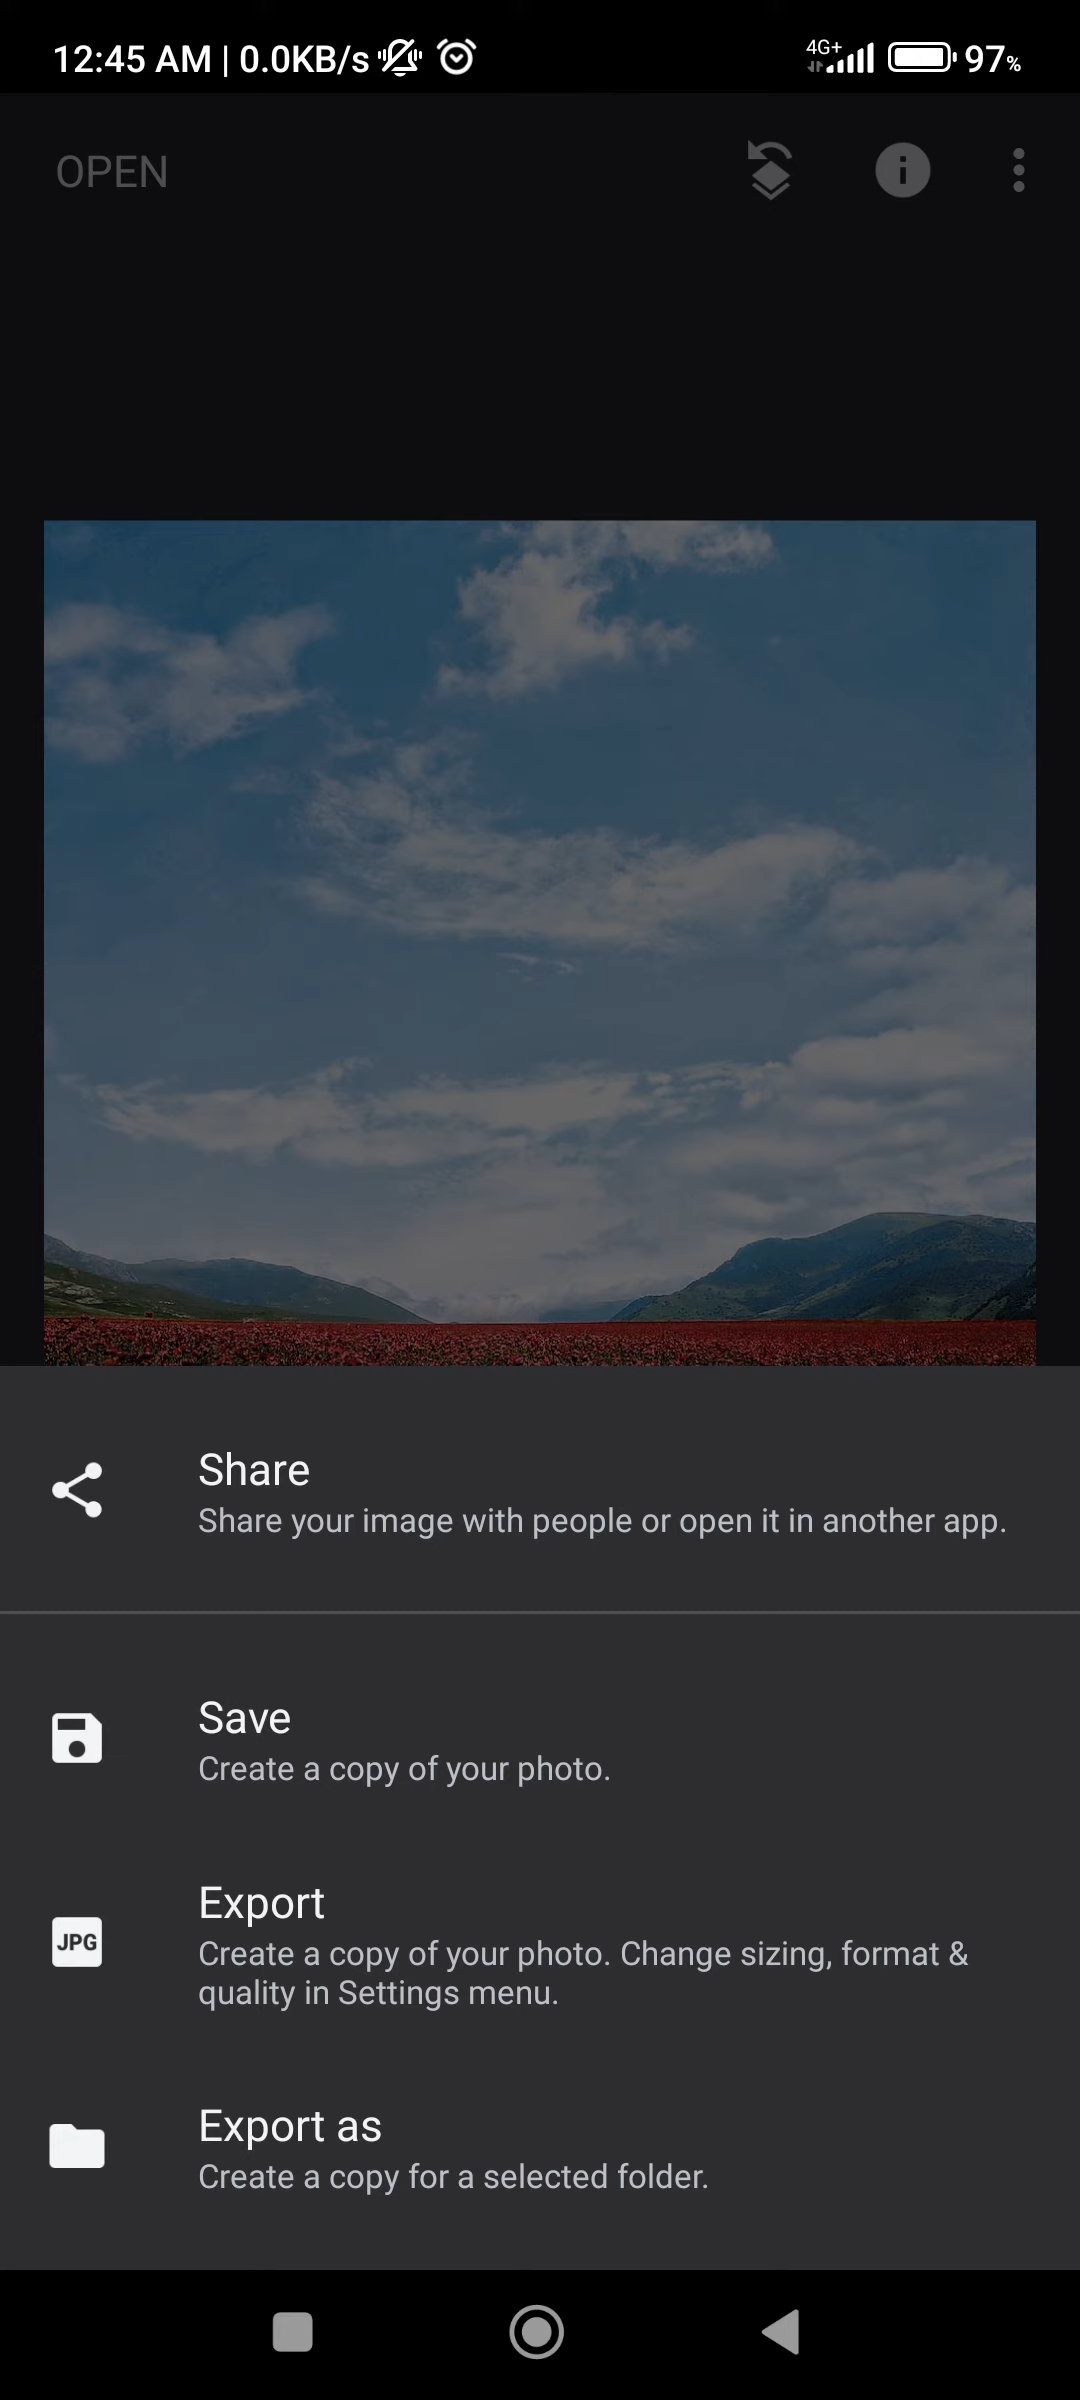 12:45 AM | 0.0KB/s 4G+ 97%
OPEN
Share
Share your image with people or open it in another app.
Save
Create a copy of your photo.
JPG
Export
Create a copy of your photo. Change sizing, format &
quality in Settings menu.
Export as
Create a copy for a selected folder.